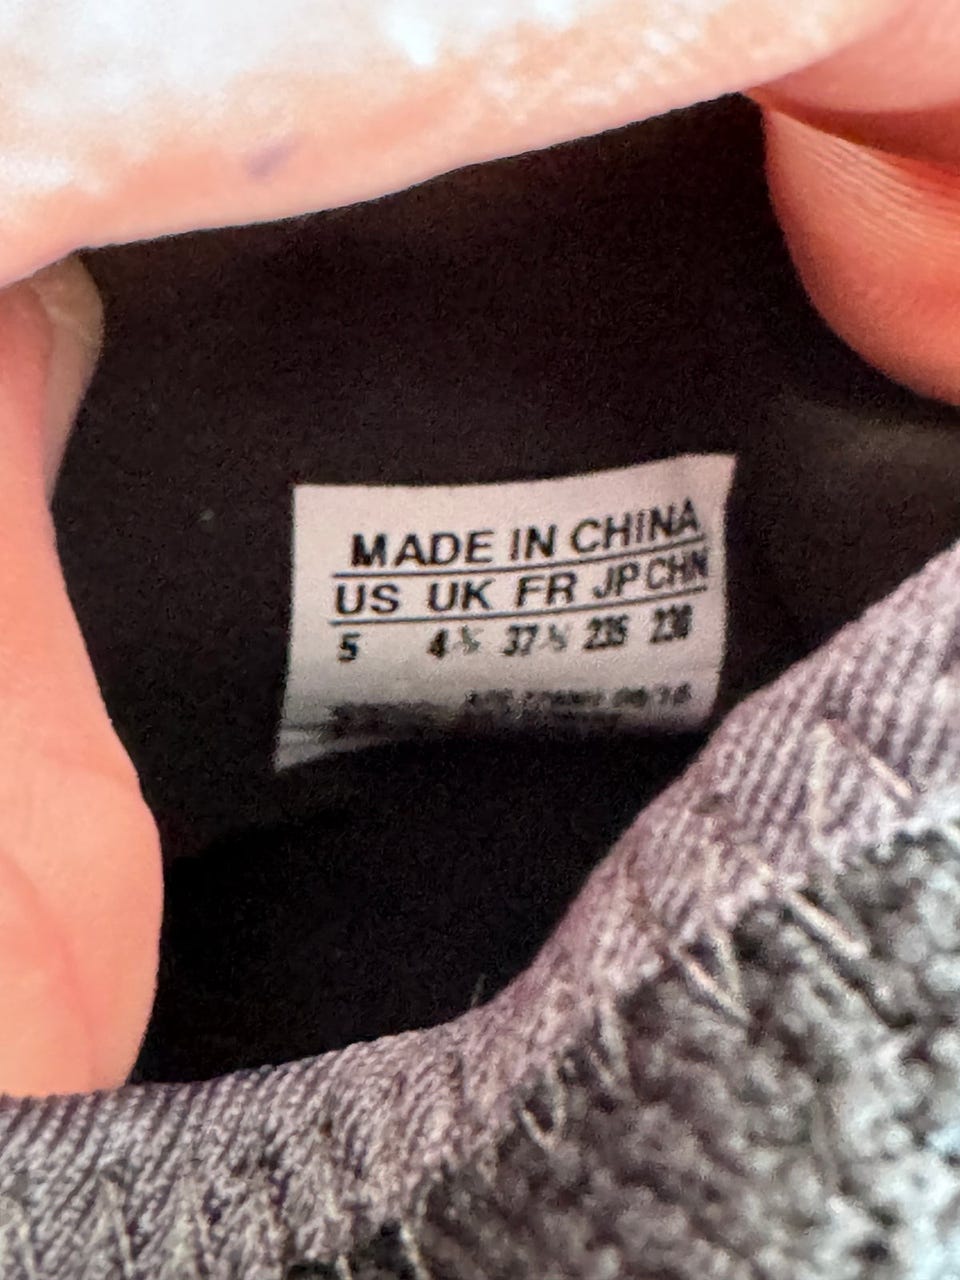 MADE IN CHINA
US UK FR JP CHN
5 4½ 37⅓ 235 230